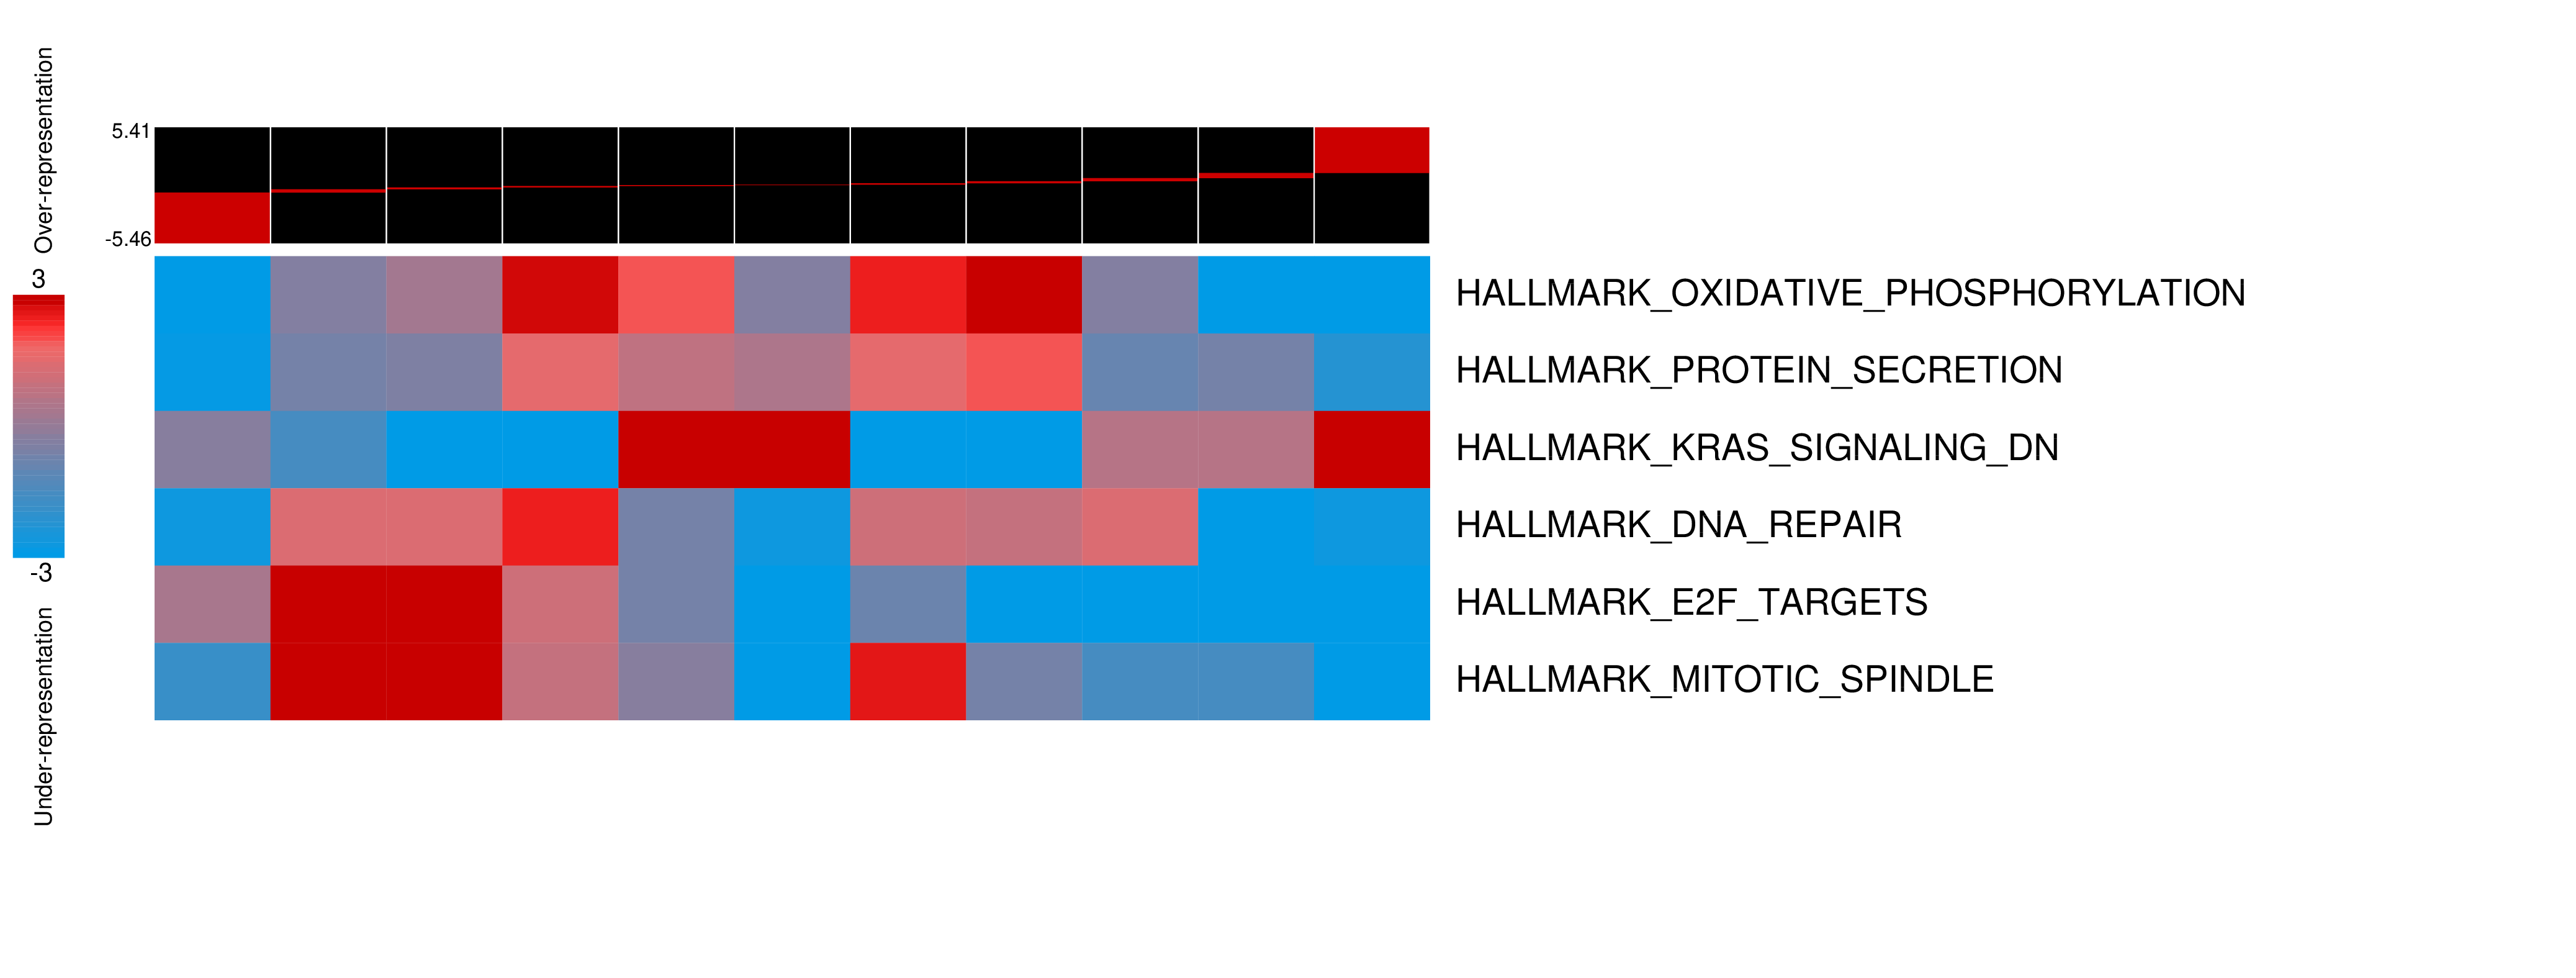 Over-representation
5.41
-5.46
3
-3
Under-representation
HALLMARK_OXIDATIVE_PHOSPHORYLATION
HALLMARK_PROTEIN_SECRETION
HALLMARK_KRAS_SIGNALING_DN
HALLMARK_DNA_REPAIR
HALLMARK_E2F_TARGETS
HALLMARK_MITOTIC_SPINDLE